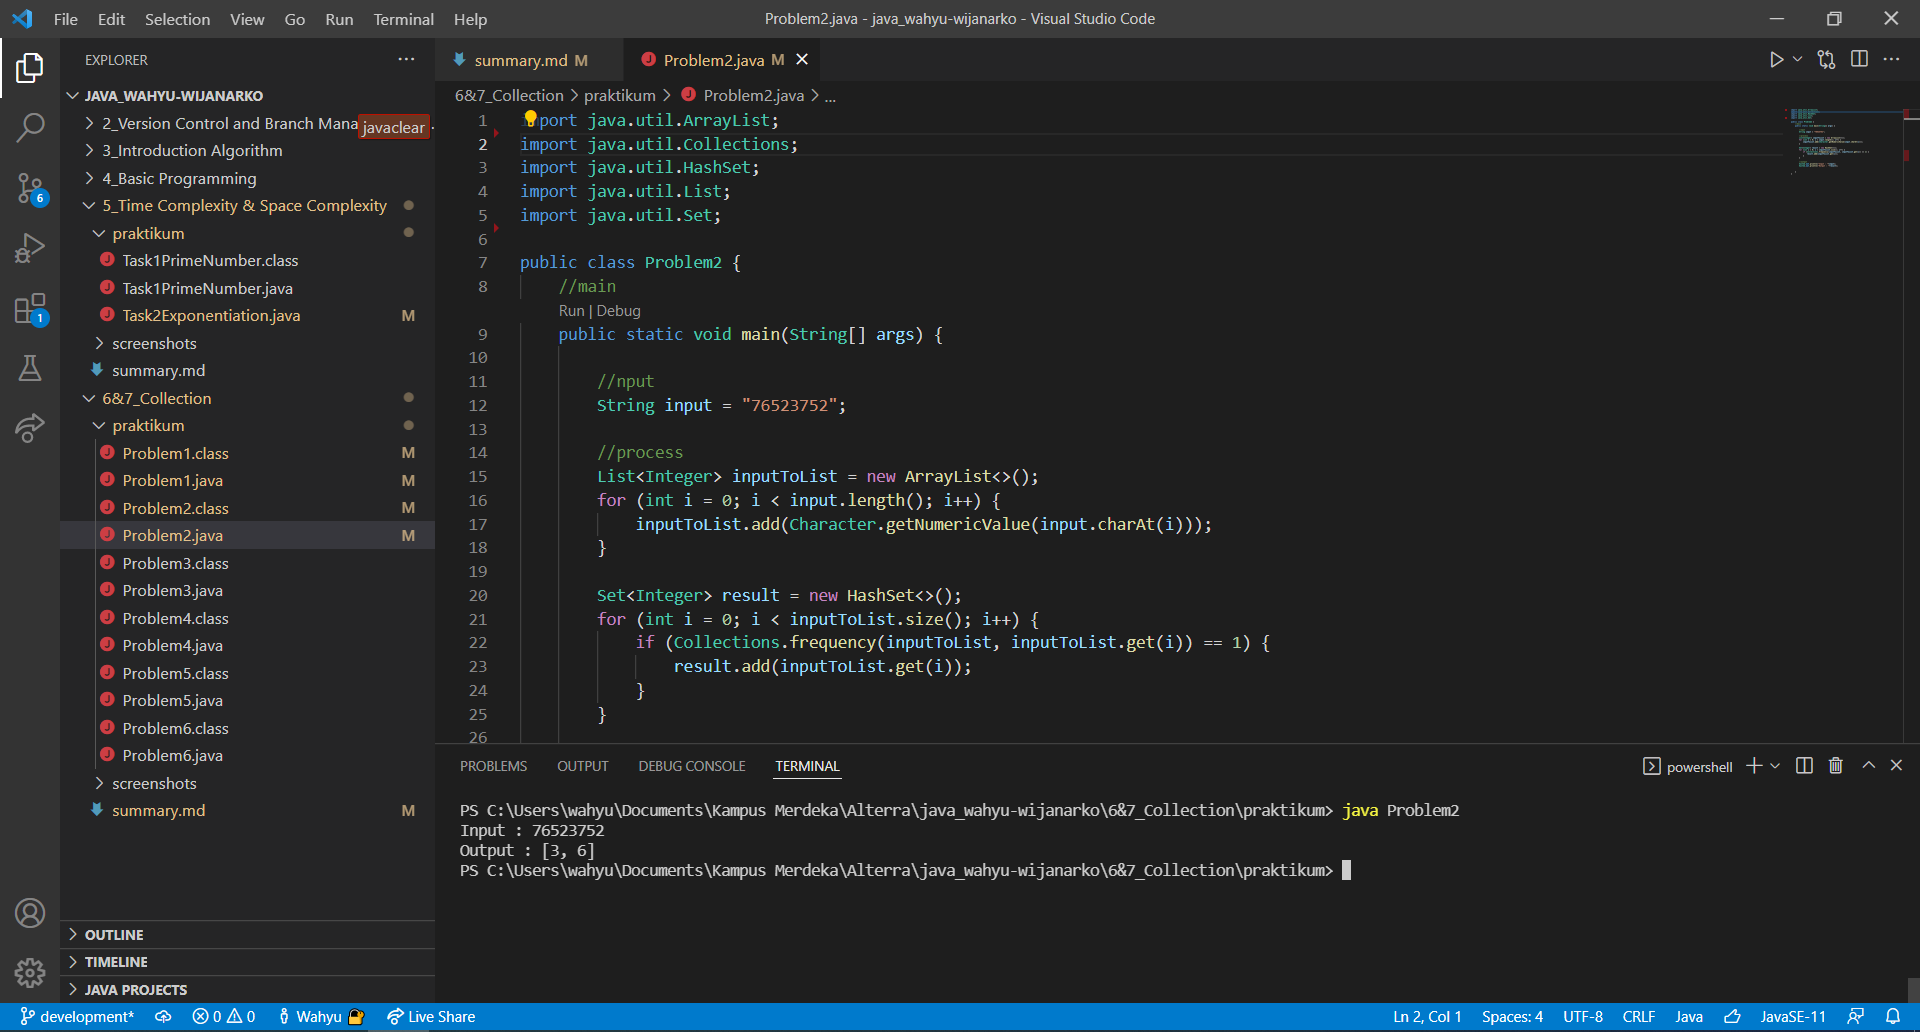 File Edit Selection View Go Run Terminal Help
Problem2.java - java_wahyu-wijanarko - Visual Studio Code
EXPLORER
JAVA_WAHYU-WIJANARKO
2_Version Control and Branch Mana
javaclear
3_Introduction Algorithm
4_Basic Programming
5_Time Complexity & Space Complexity
praktikum
Task1PrimeNumber.class
Task1PrimeNumber.java
Task2Exponentiation.java M
screenshots
summary.md
6&7_Collection
praktikum
Problem1.class M
Problem1.java M
Problem2.class M
Problem2.java M
Problem3.class
Problem3.java
Problem4.class
Problem4.java
Problem5.class
Problem5.java
Problem6.class
Problem6.java
screenshots
summary.md M
OUTLINE
TIMELINE
JAVA PROJECTS
6
1
summary.md M
Problem2.java M
6&7_Collection > praktikum > Problem2.java > ...
1 port java.util.ArrayList;
2 import java.util.Collections;
3 import java.util.HashSet;
4 import java.util.List;
5 import java.util.Set;
6
7 public class Problem2 {
8 //main
Run | Debug
9 public static void main(String[] args) {
10
11 //nput
12 String input = "76523752";
13
14 //process
15 List<Integer> inputToList = new ArrayList<>();
16 for (int i = 0; i < input.length(); i++) {
17 inputToList.add(Character.getNumericValue(input.charAt(i)));
18 }
19
20 Set<Integer> result = new HashSet<>();
21 for (int i = 0; i < inputToList.size(); i++) {
22 if (Collections.frequency(inputToList, inputToList.get(i)) == 1) {
23 result.add(inputToList.get(i));
24 }
25 }
26
PROBLEMS OUTPUT DEBUG CONSOLE TERMINAL
powershell
PS C:\Users\wahyu\Documents\Kampus Merdeka\Alterra\java_wahyu-wijanarko\6&7_Collection\praktikum> java Problem2
Input : 76523752
Output : [3, 6]
PS C:\Users\wahyu\Documents\Kampus Merdeka\Alterra\java_wahyu-wijanarko\6&7_Collection\praktikum>
development* 0 0 Wahyu Live Share
Ln 2, Col 1 Spaces: 4 UTF-8 CRLF Java JavaSE-11